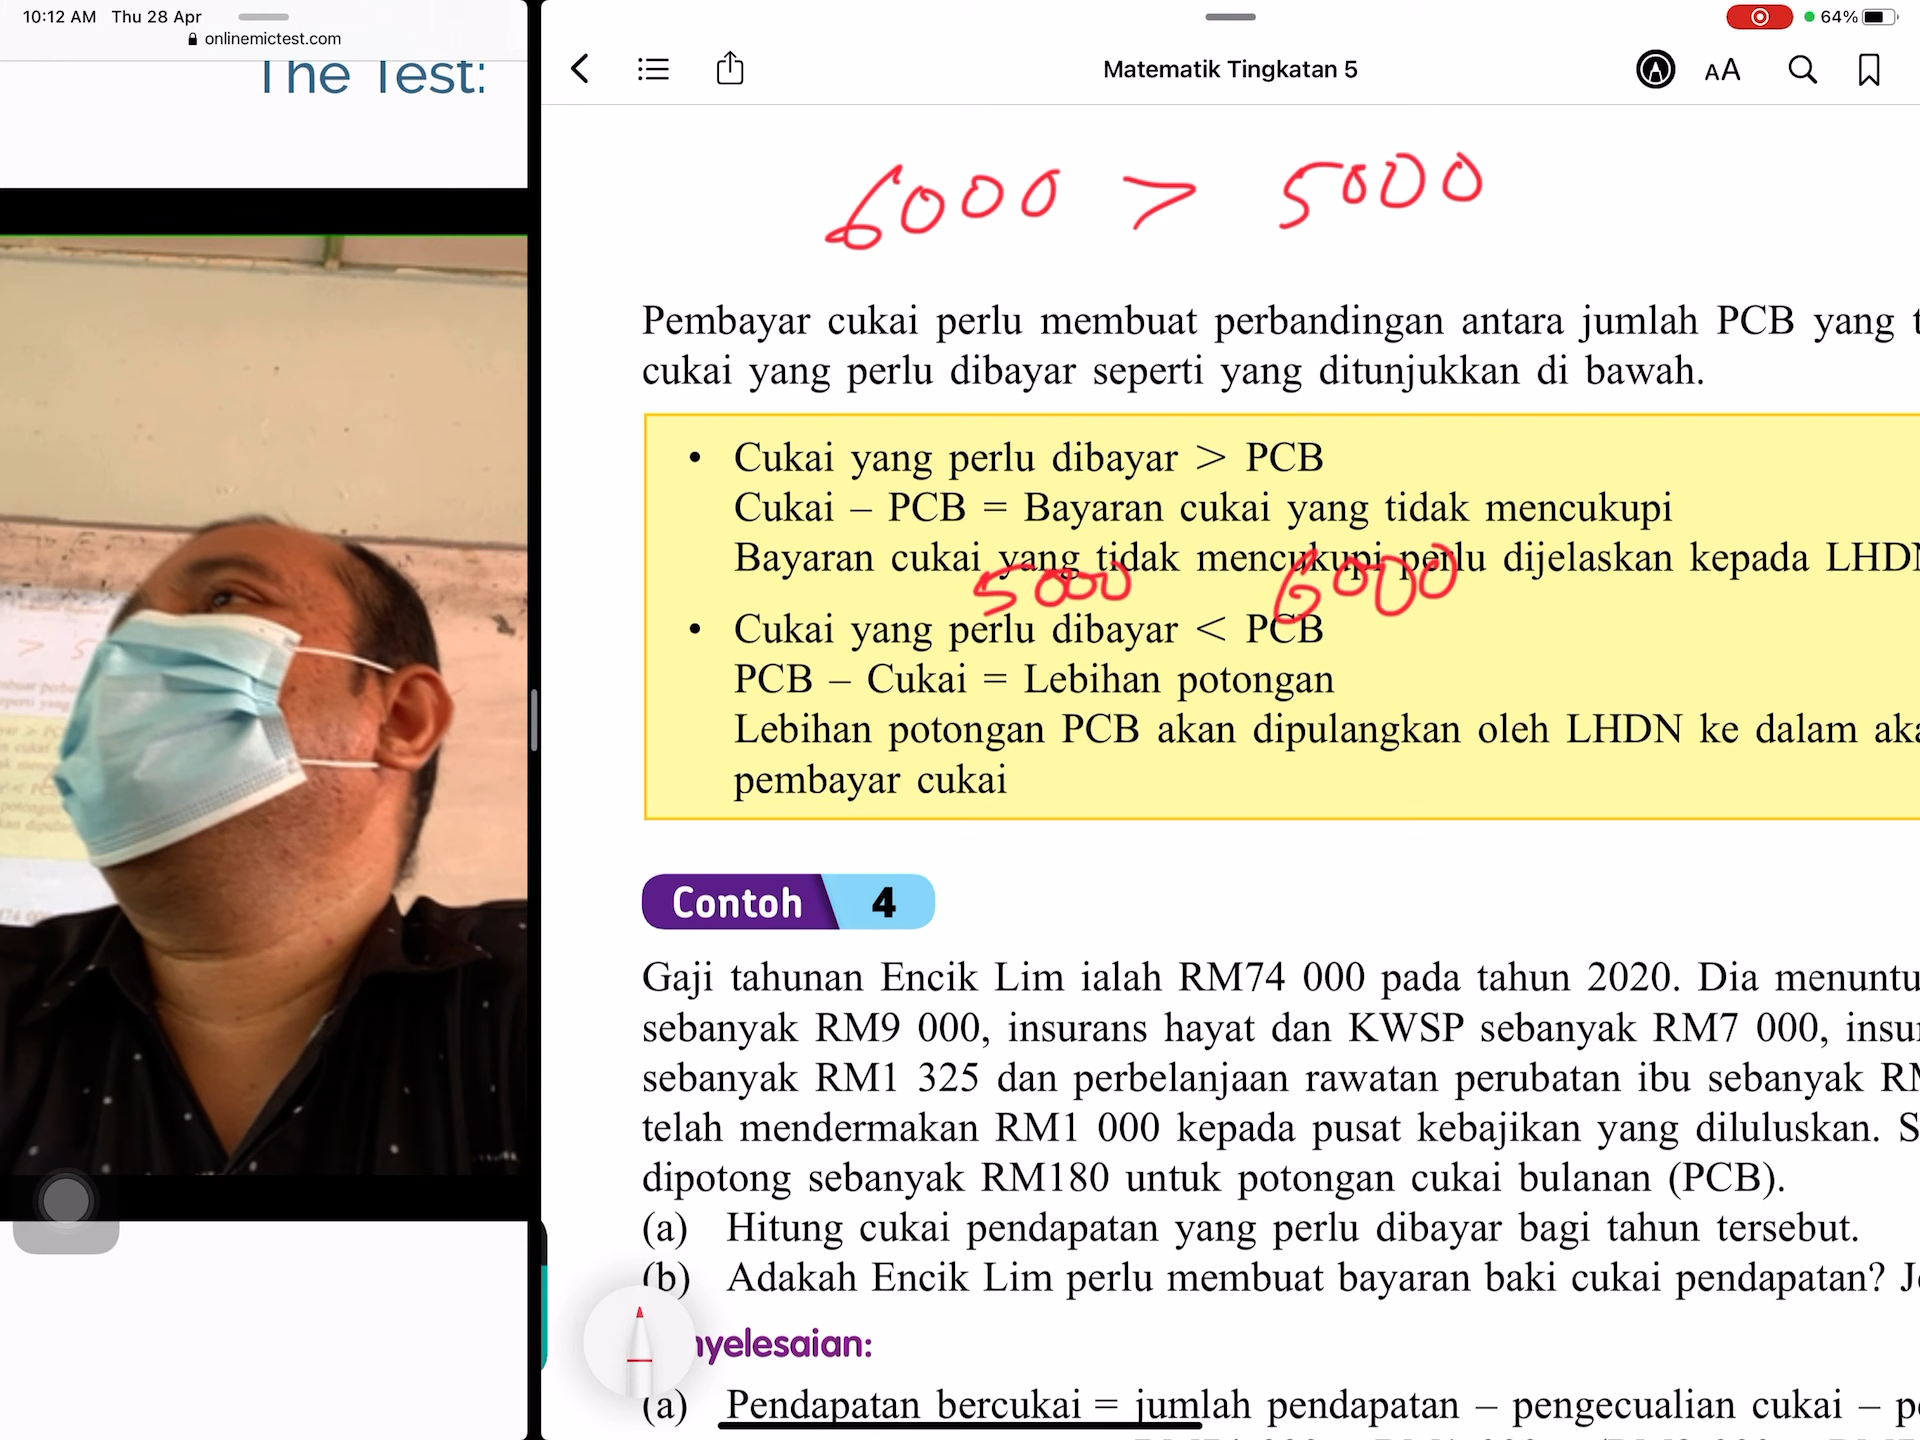 10:12 AM Thu 28 Apr
onlinemictest.com
The Test:
64%
Matematik Tingkatan 5
6000 > 5000
Pembayar cukai perlu membuat perbandingan antara jumlah PCB yang
cukai yang perlu dibayar seperti yang ditunjukkan di bawah.
• Cukai yang perlu dibayar > PCB
Cukai – PCB = Bayaran cukai yang tidak mencukupi
Bayaran cukai yang tidak mencukupi perlu dijelaskan kepada LHDN
5000 6000
• Cukai yang perlu dibayar < PCB
PCB – Cukai = Lebihan potongan
Lebihan potongan PCB akan dipulangkan oleh LHDN ke dalam
pembayar cukai
Contoh 4
Gaji tahunan Encik Lim ialah RM74 000 pada tahun 2020. Dia
sebanyak RM9 000, insurans hayat dan KWSP sebanyak RM7 000,
sebanyak RM1 325 dan perbelanjaan rawatan perubatan ibu sebanyak
telah mendermakan RM1 000 kepada pusat kebajikan yang diluluskan.
dipotong sebanyak RM180 untuk potongan cukai bulanan (PCB).
(a) Hitung cukai pendapatan yang perlu dibayar bagi tahun tersebut.
(b) Adakah Encik Lim perlu membuat bayaran baki cukai pendapatan?
nyelesaian:
(a) Pendapatan bercukai = jumlah pendapatan – pengecualian cukai –